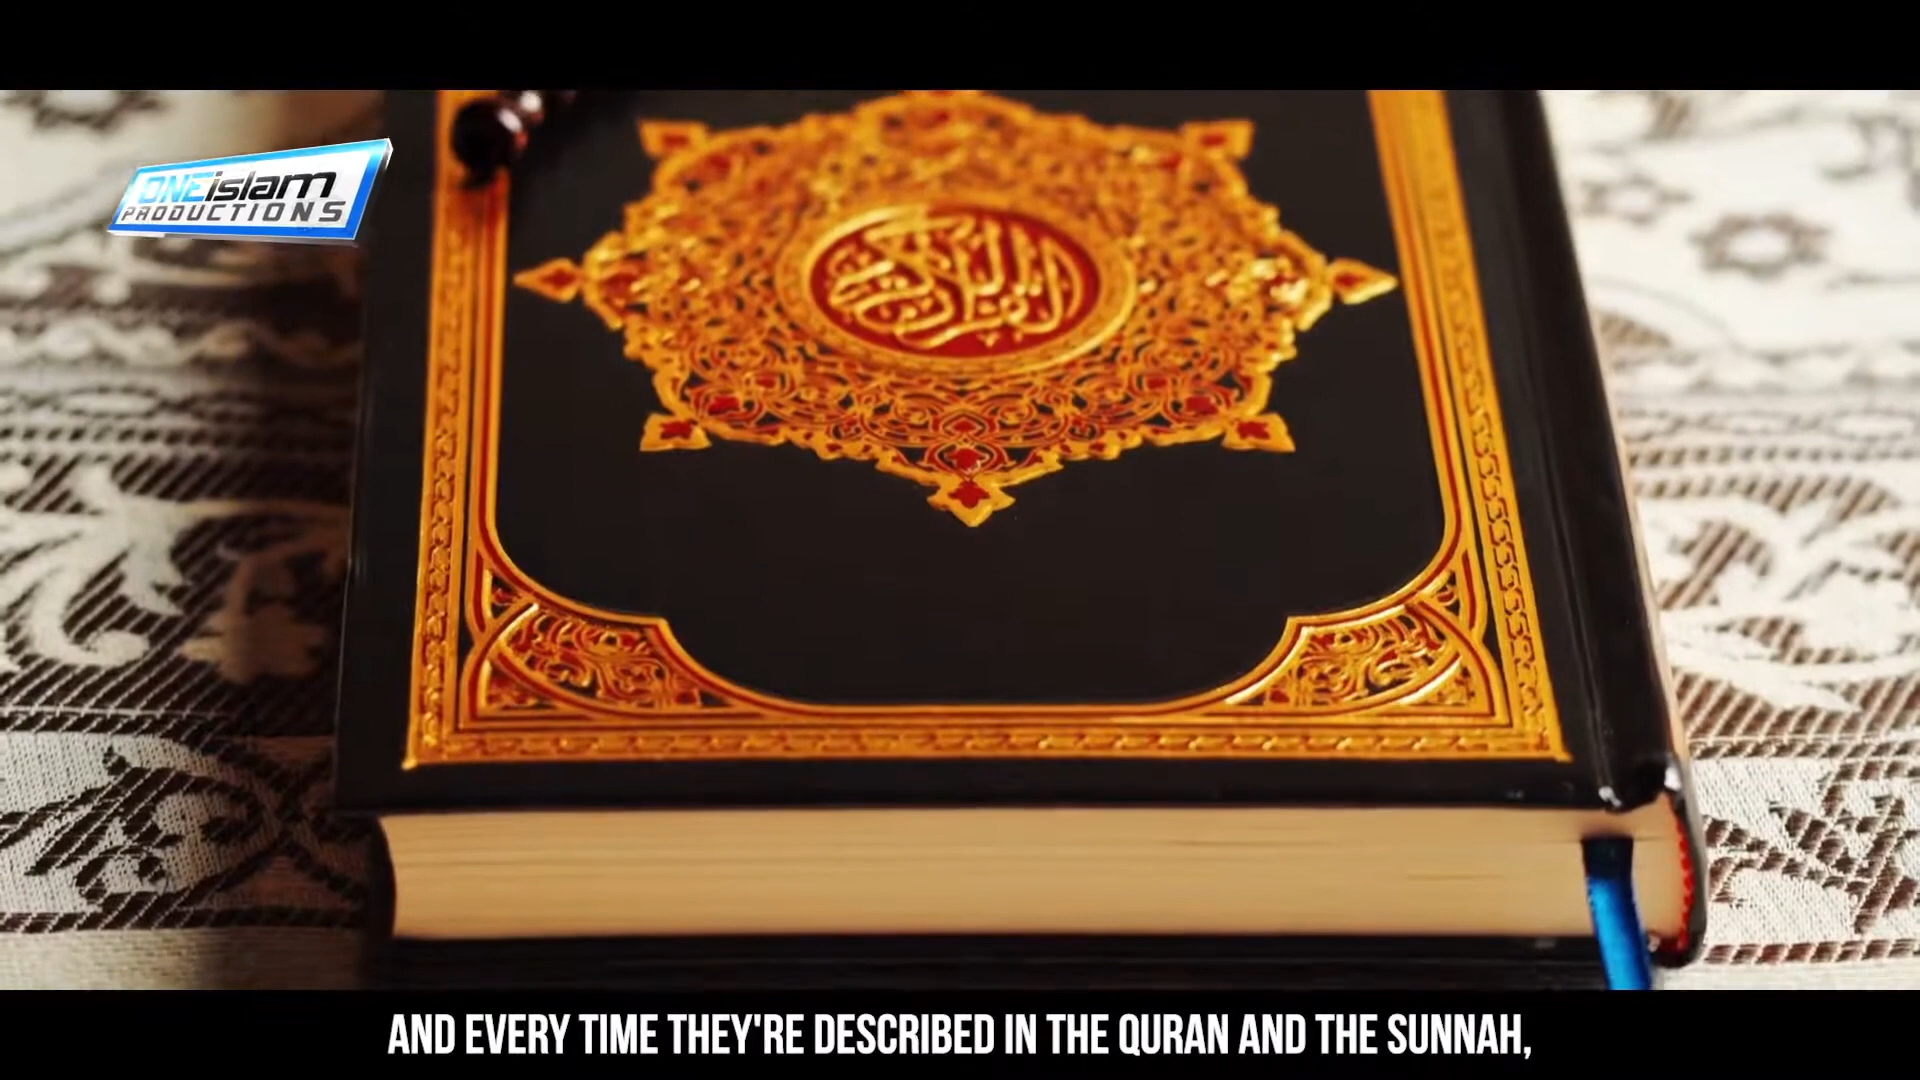 ONEislam
PRODUCTIONS
القرآن الكريم
AND EVERY TIME THEY'RE DESCRIBED IN THE QURAN AND THE SUNNAH,